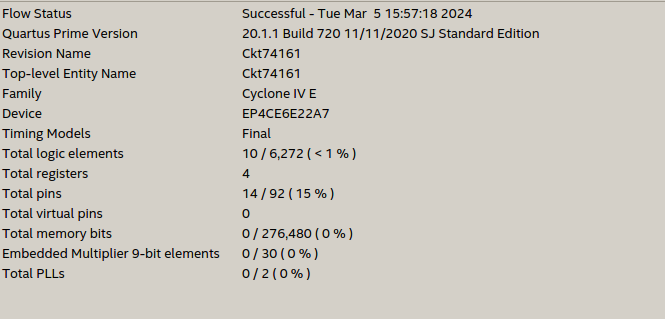 Flow Status Successful - Tue Mar 5 15:57:18 2024
Quartus Prime Version 20.1.1 Build 720 11/11/2020 SJ Standard Edition
Revision Name Ckt74161
Top-level Entity Name Ckt74161
Family Cyclone IV E
Device EP4CE6E22A7
Timing Models Final
Total logic elements 10 / 6,272 ( < 1 % )
Total registers 4
Total pins 14 / 92 ( 15 % )
Total virtual pins 0
Total memory bits 0 / 276,480 ( 0 % )
Embedded Multiplier 9-bit elements 0 / 30 ( 0 % )
Total PLLs 0 / 2 ( 0 % )